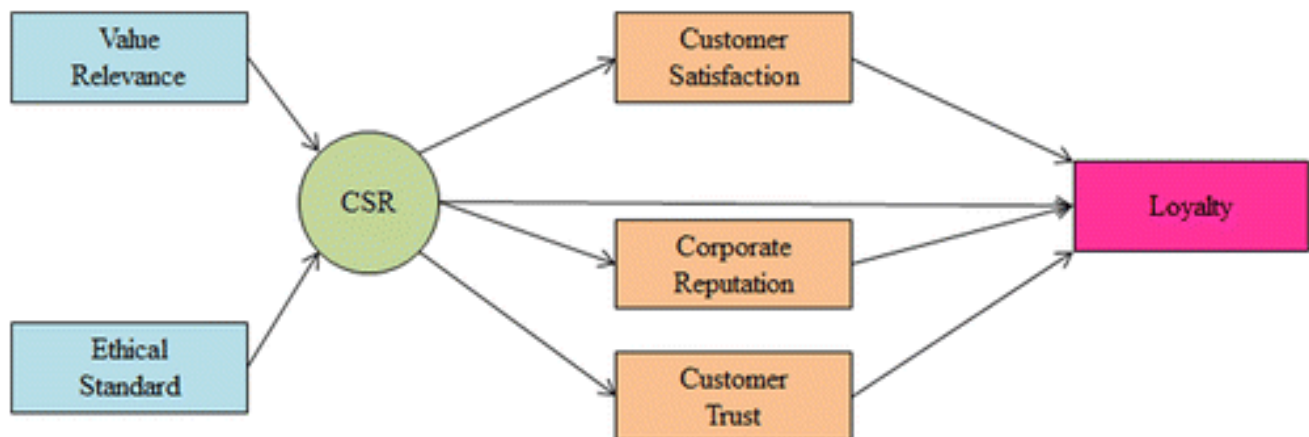 Value
Relevance
Customer
Satisfaction
CSR
Loyalty
Corporate
Reputation
Ethical
Standard
Customer
Trust